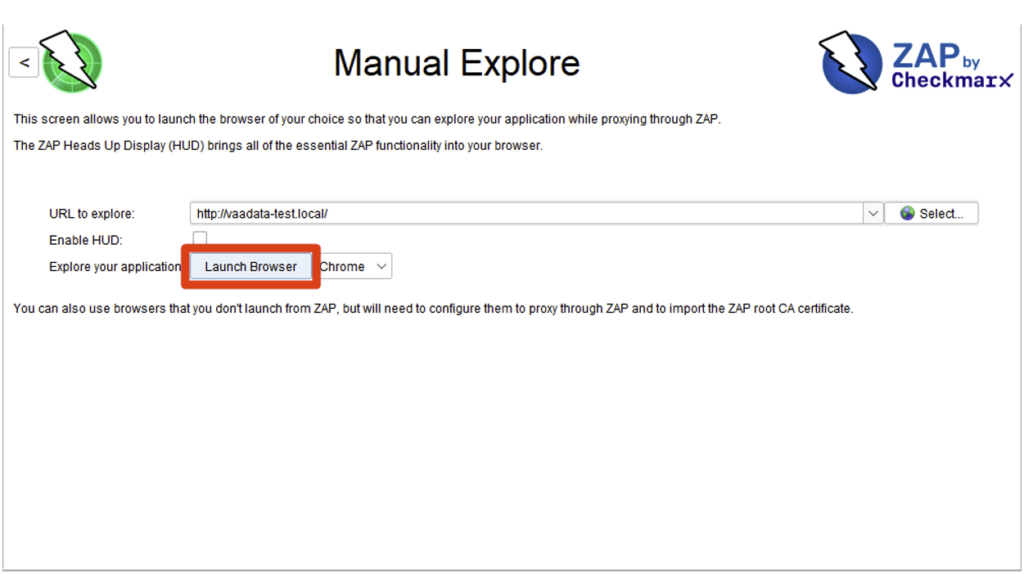 <
Manual Explore
ZAP by
Checkmarx
This screen allows you to launch the browser of your choice so that you can explore your application while proxying through ZAP.
The ZAP Heads Up Display (HUD) brings all of the essential ZAP functionality into your browser.
URL to explore: http://vaadata-test.local/ Select...
Enable HUD:
Explore your application Launch Browser Chrome
You can also use browsers that you don't launch from ZAP, but will need to configure them to proxy through ZAP and to import the ZAP root CA certificate.